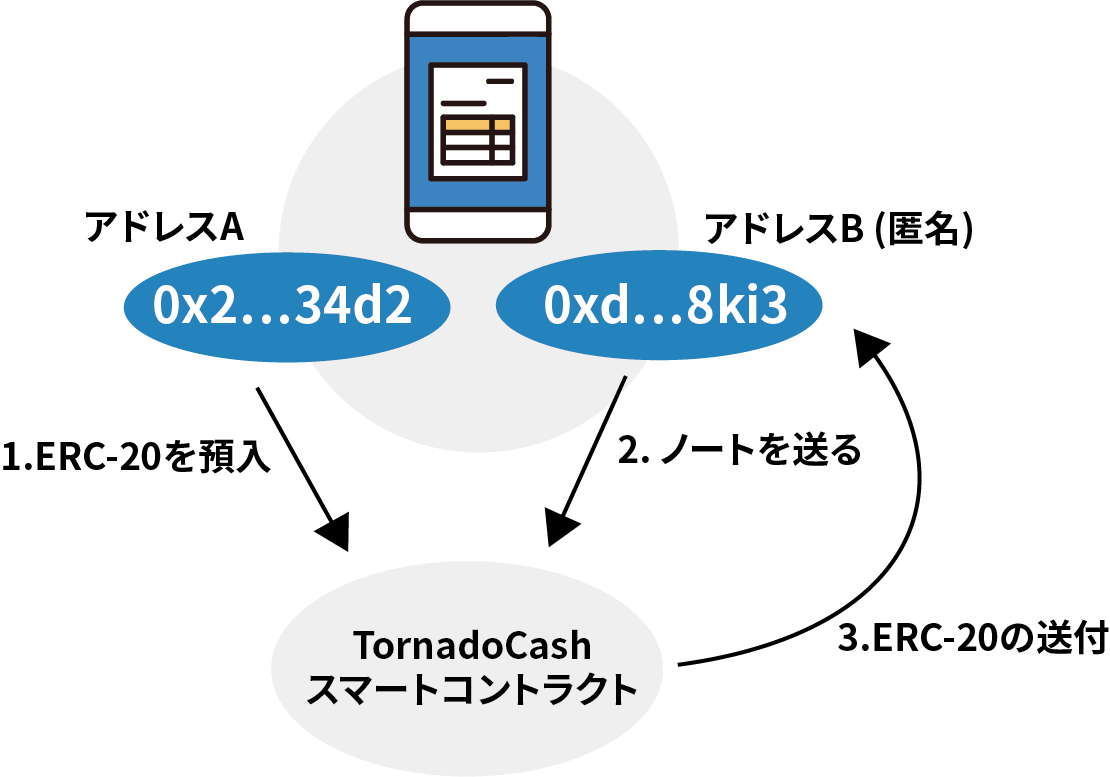 アドレスA
アドレスB (匿名)
0x2...34d2
0xd...8ki3
1.ERC-20を預入
2. ノートを送る
3.ERC-20の送付
TornadoCash
スマートコントラクト